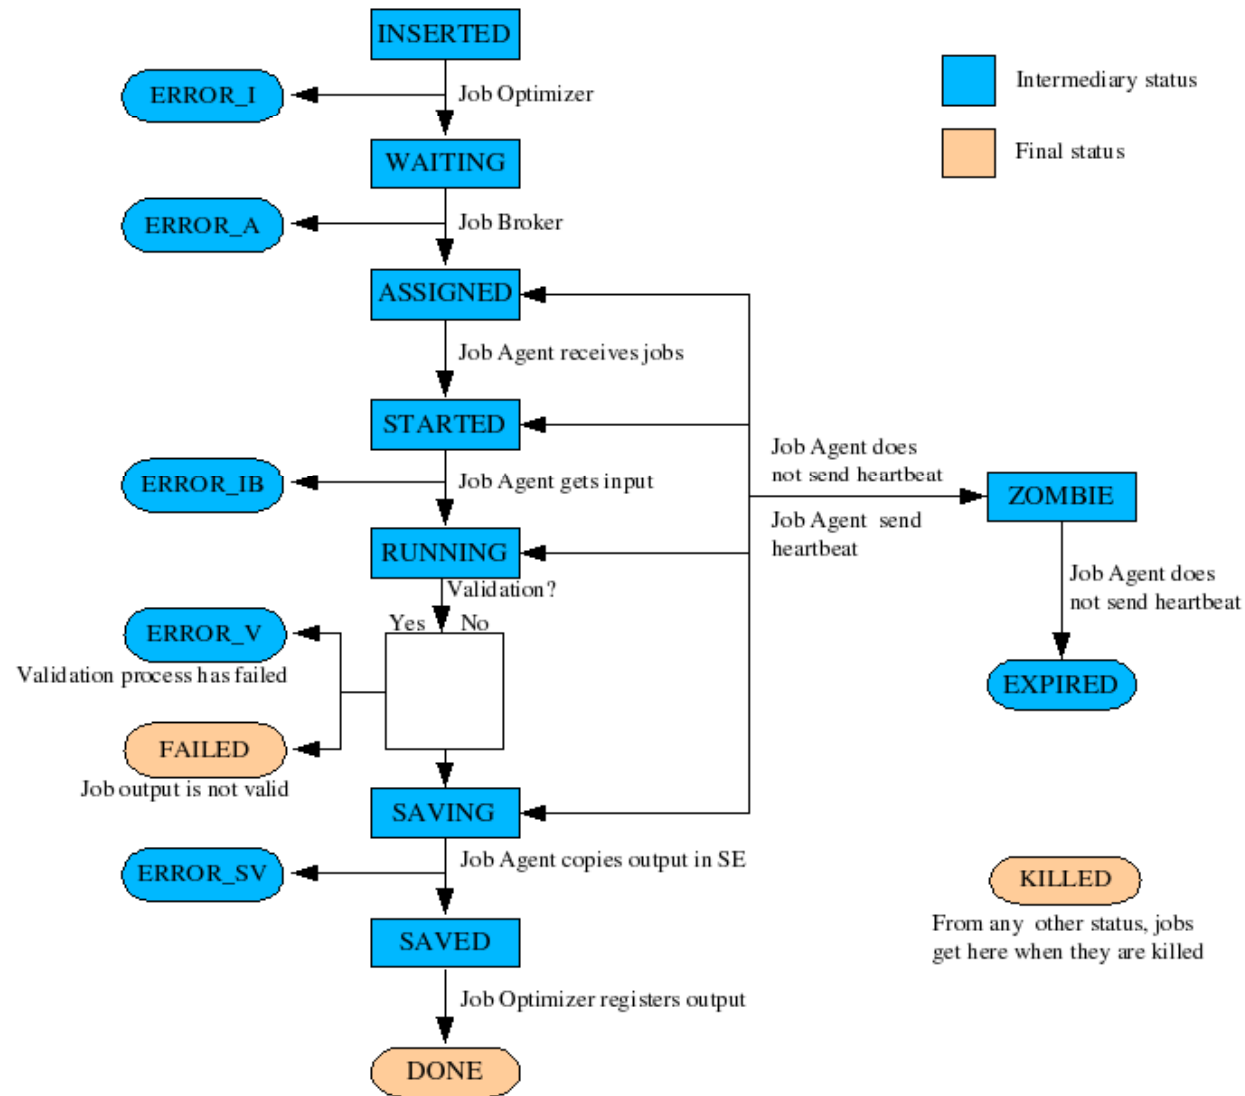 INSERTED
Intermediary status
ERROR_I
Job Optimizer
Final status
WAITING
ERROR_A
Job Broker
ASSIGNED
Job Agent receives jobs
STARTED
Job Agent does
not send heartbeat
ERROR_IB
Job Agent gets input
ZOMBIE
Job Agent send
heartbeat
RUNNING
Validation?
Job Agent does
not send heartbeat
Yes No
ERROR_V
Validation process has failed
EXPIRED
FAILED
Job output is not valid
SAVING
Job Agent copies output in SE
ERROR_SV
KILLED
From any other status, jobs
get here when they are killed
SAVED
Job Optimizer registers output
DONE